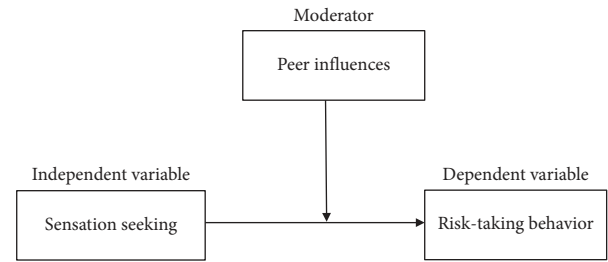 Moderator
Peer influences
Independent variable
Dependent variable
Sensation seeking
Risk-taking behavior